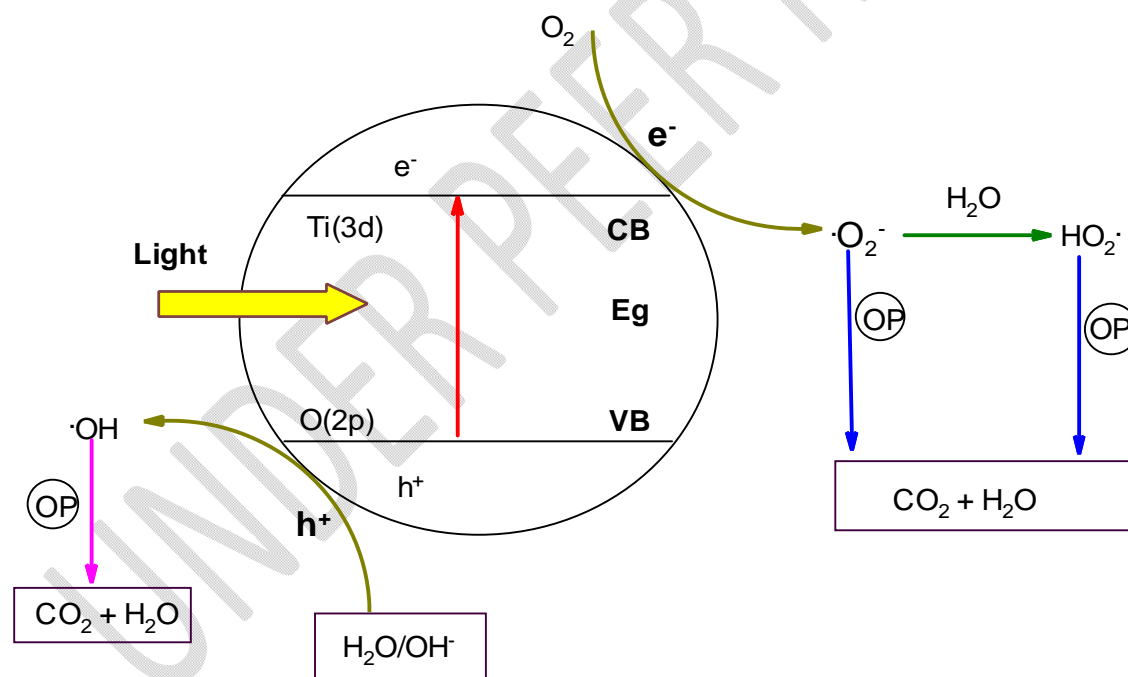 O₂
e⁻
e⁻
Ti(3d)
CB
H₂O
·O₂⁻
HO₂·
Light
Eg
OP
OP
O(2p)
VB
·OH
h⁺
OP
h⁺
CO₂ + H₂O
CO₂ + H₂O
H₂O/OH⁻
UNDER PEER